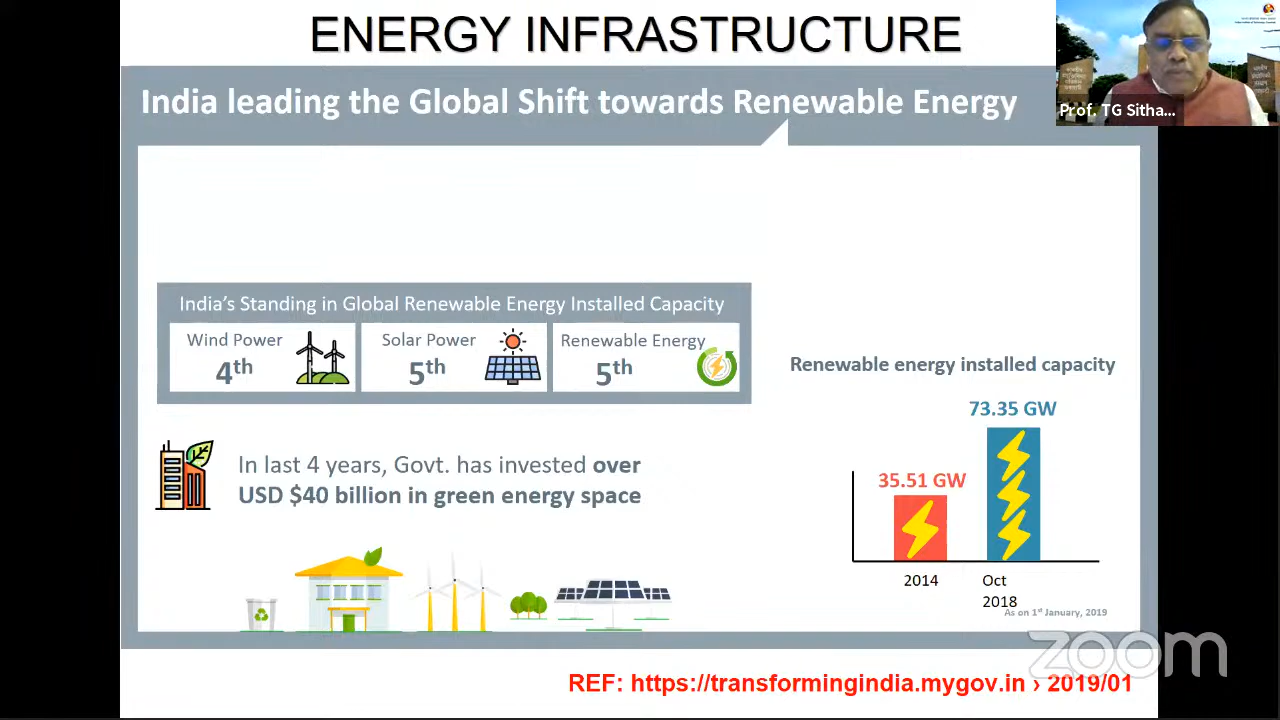 ENERGY INFRASTRUCTURE
Prof. TG Sitha...
India leading the Global Shift towards Renewable Energy
India's Standing in Global Renewable Energy Installed Capacity
Wind Power
4th
Solar Power
5th
Renewable Energy
5th
In last 4 years, Govt. has invested over
USD $40 billion in green energy space
Renewable energy installed capacity
73.35 GW
35.51 GW
2014
Oct
2018
As on 1st January, 2019
zoom
REF: https://transformingindia.mygov.in › 2019/01